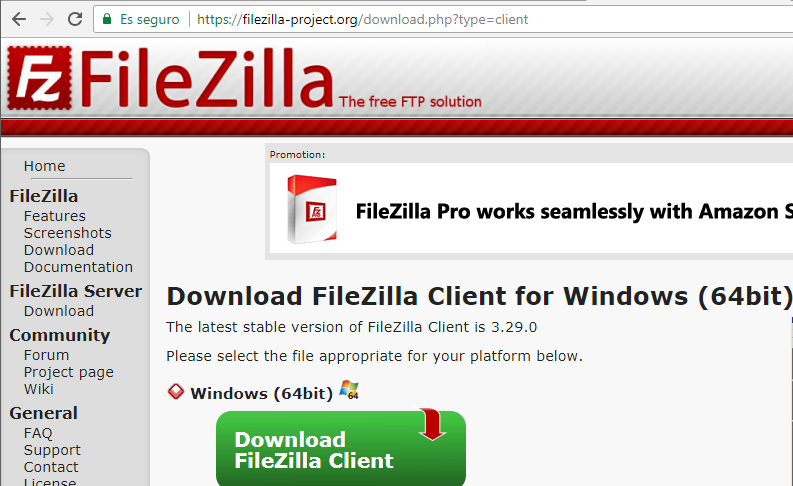 Es seguro https://filezilla-project.org/download.php?type=client
Fz FileZilla The free FTP solution
Home
FileZilla
Features
Screenshots
Download
Documentation
FileZilla Server
Download
Community
Forum
Project page
Wiki
General
FAQ
Support
Contact
License
Promotion:
FileZilla Pro works seamlessly with Amazon S
Download FileZilla Client for Windows (64bit)
The latest stable version of FileZilla Client is 3.29.0
Please select the file appropriate for your platform below.
Windows (64bit) 64
Download
FileZilla Client